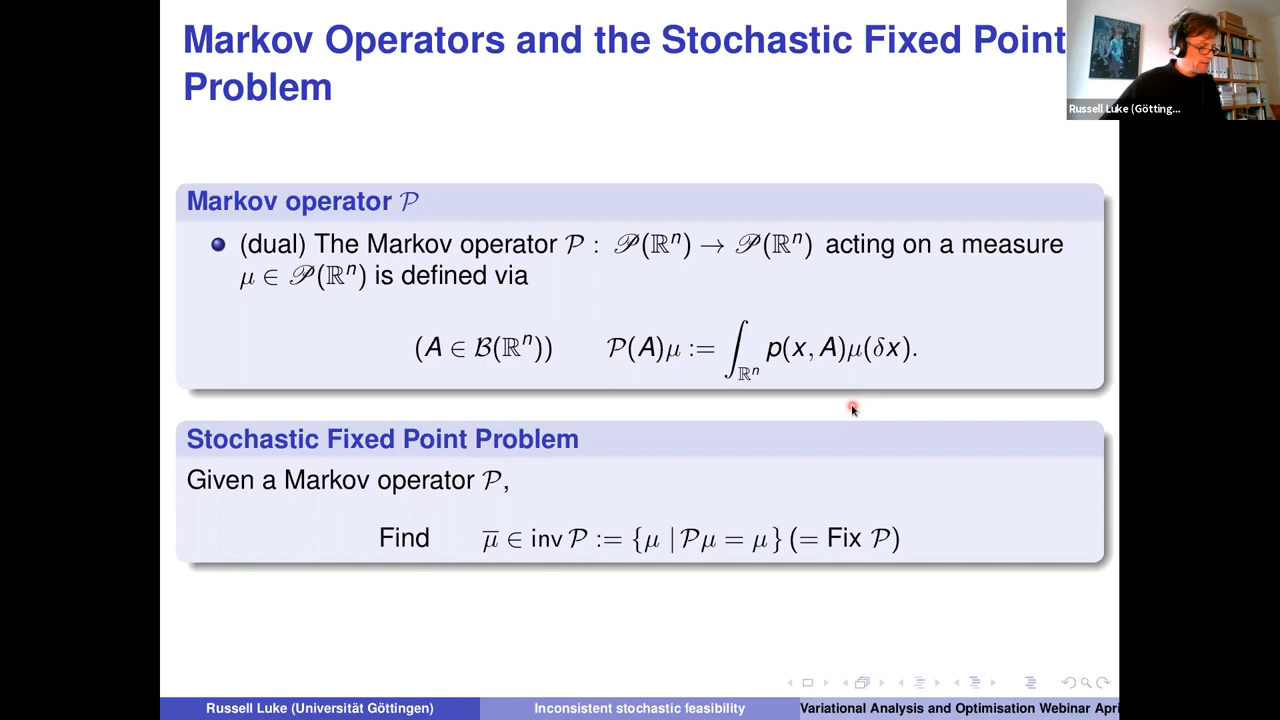 Markov Operators and the Stochastic Fixed Point
Problem
Russell Luke (Götting...
Markov operator 𝒫
(dual) The Markov operator 𝒫 : 𝒫(ℝⁿ) → 𝒫(ℝⁿ) acting on a measure
μ ∈ 𝒫(ℝⁿ) is defined via
(A ∈ ℬ(ℝⁿ)) 𝒫(A)μ := ∫_{ℝⁿ} p(x, A)μ(δx).
Stochastic Fixed Point Problem
Given a Markov operator 𝒫,
Find μ̅ ∈ inv 𝒫 := {μ | 𝒫μ = μ} (= Fix 𝒫)
Russell Luke (Universität Göttingen)
Inconsistent stochastic feasibility
Variational Analysis and Optimisation Webinar Apri